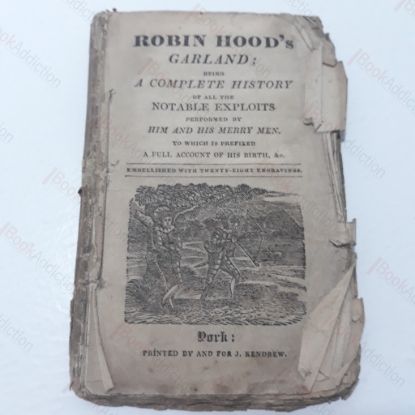 ROBIN HOOD's
GARLAND;
BEING
A COMPLETE HISTORY
OF ALL THE
NOTABLE EXPLOITS
PERFORMED BY
HIM AND HIS MERRY MEN.
TO WHICH IS PREFIXED
A FULL ACCOUNT OF HIS BIRTH, &c.
EMBELLISHED WITH TWENTY-EIGHT ENGRAVINGS.
York:
PRINTED BY AND FOR J. KENDREW.
BookAddiction